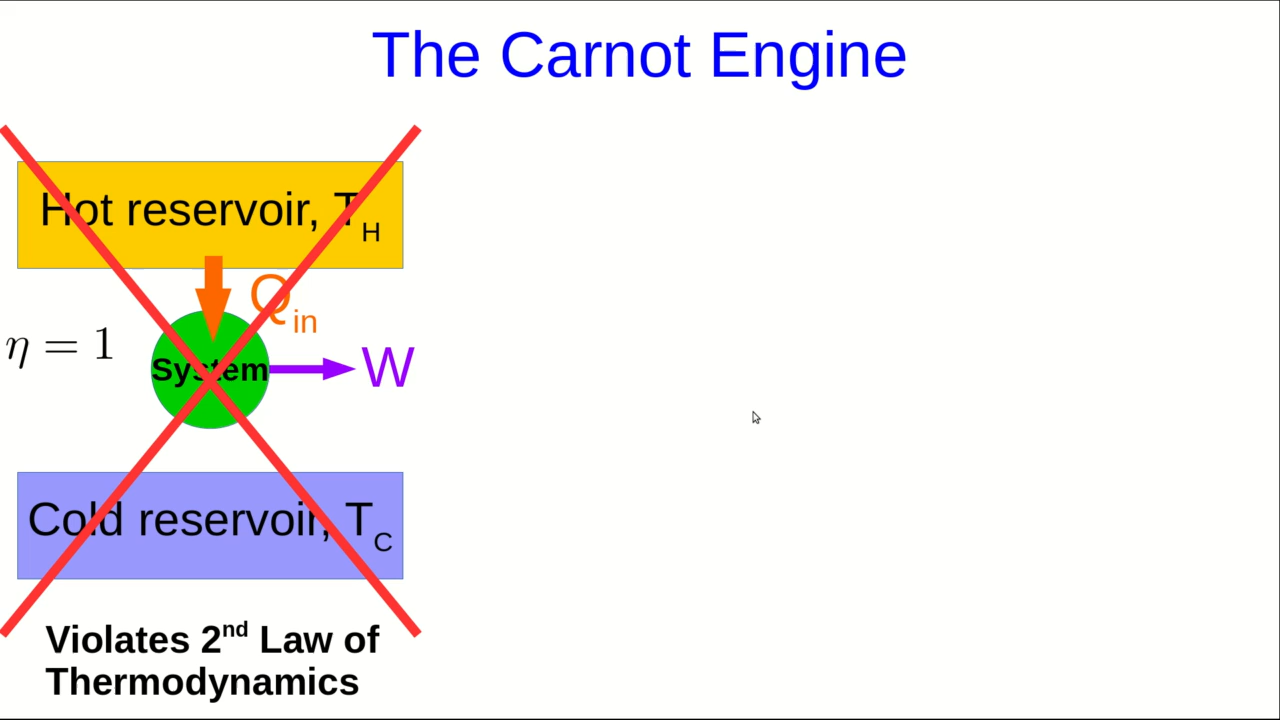 The Carnot Engine
Hot reservoir, T_H
Q_in
η = 1
System
W
Cold reservoir, T_C
Violates 2nd Law of
Thermodynamics